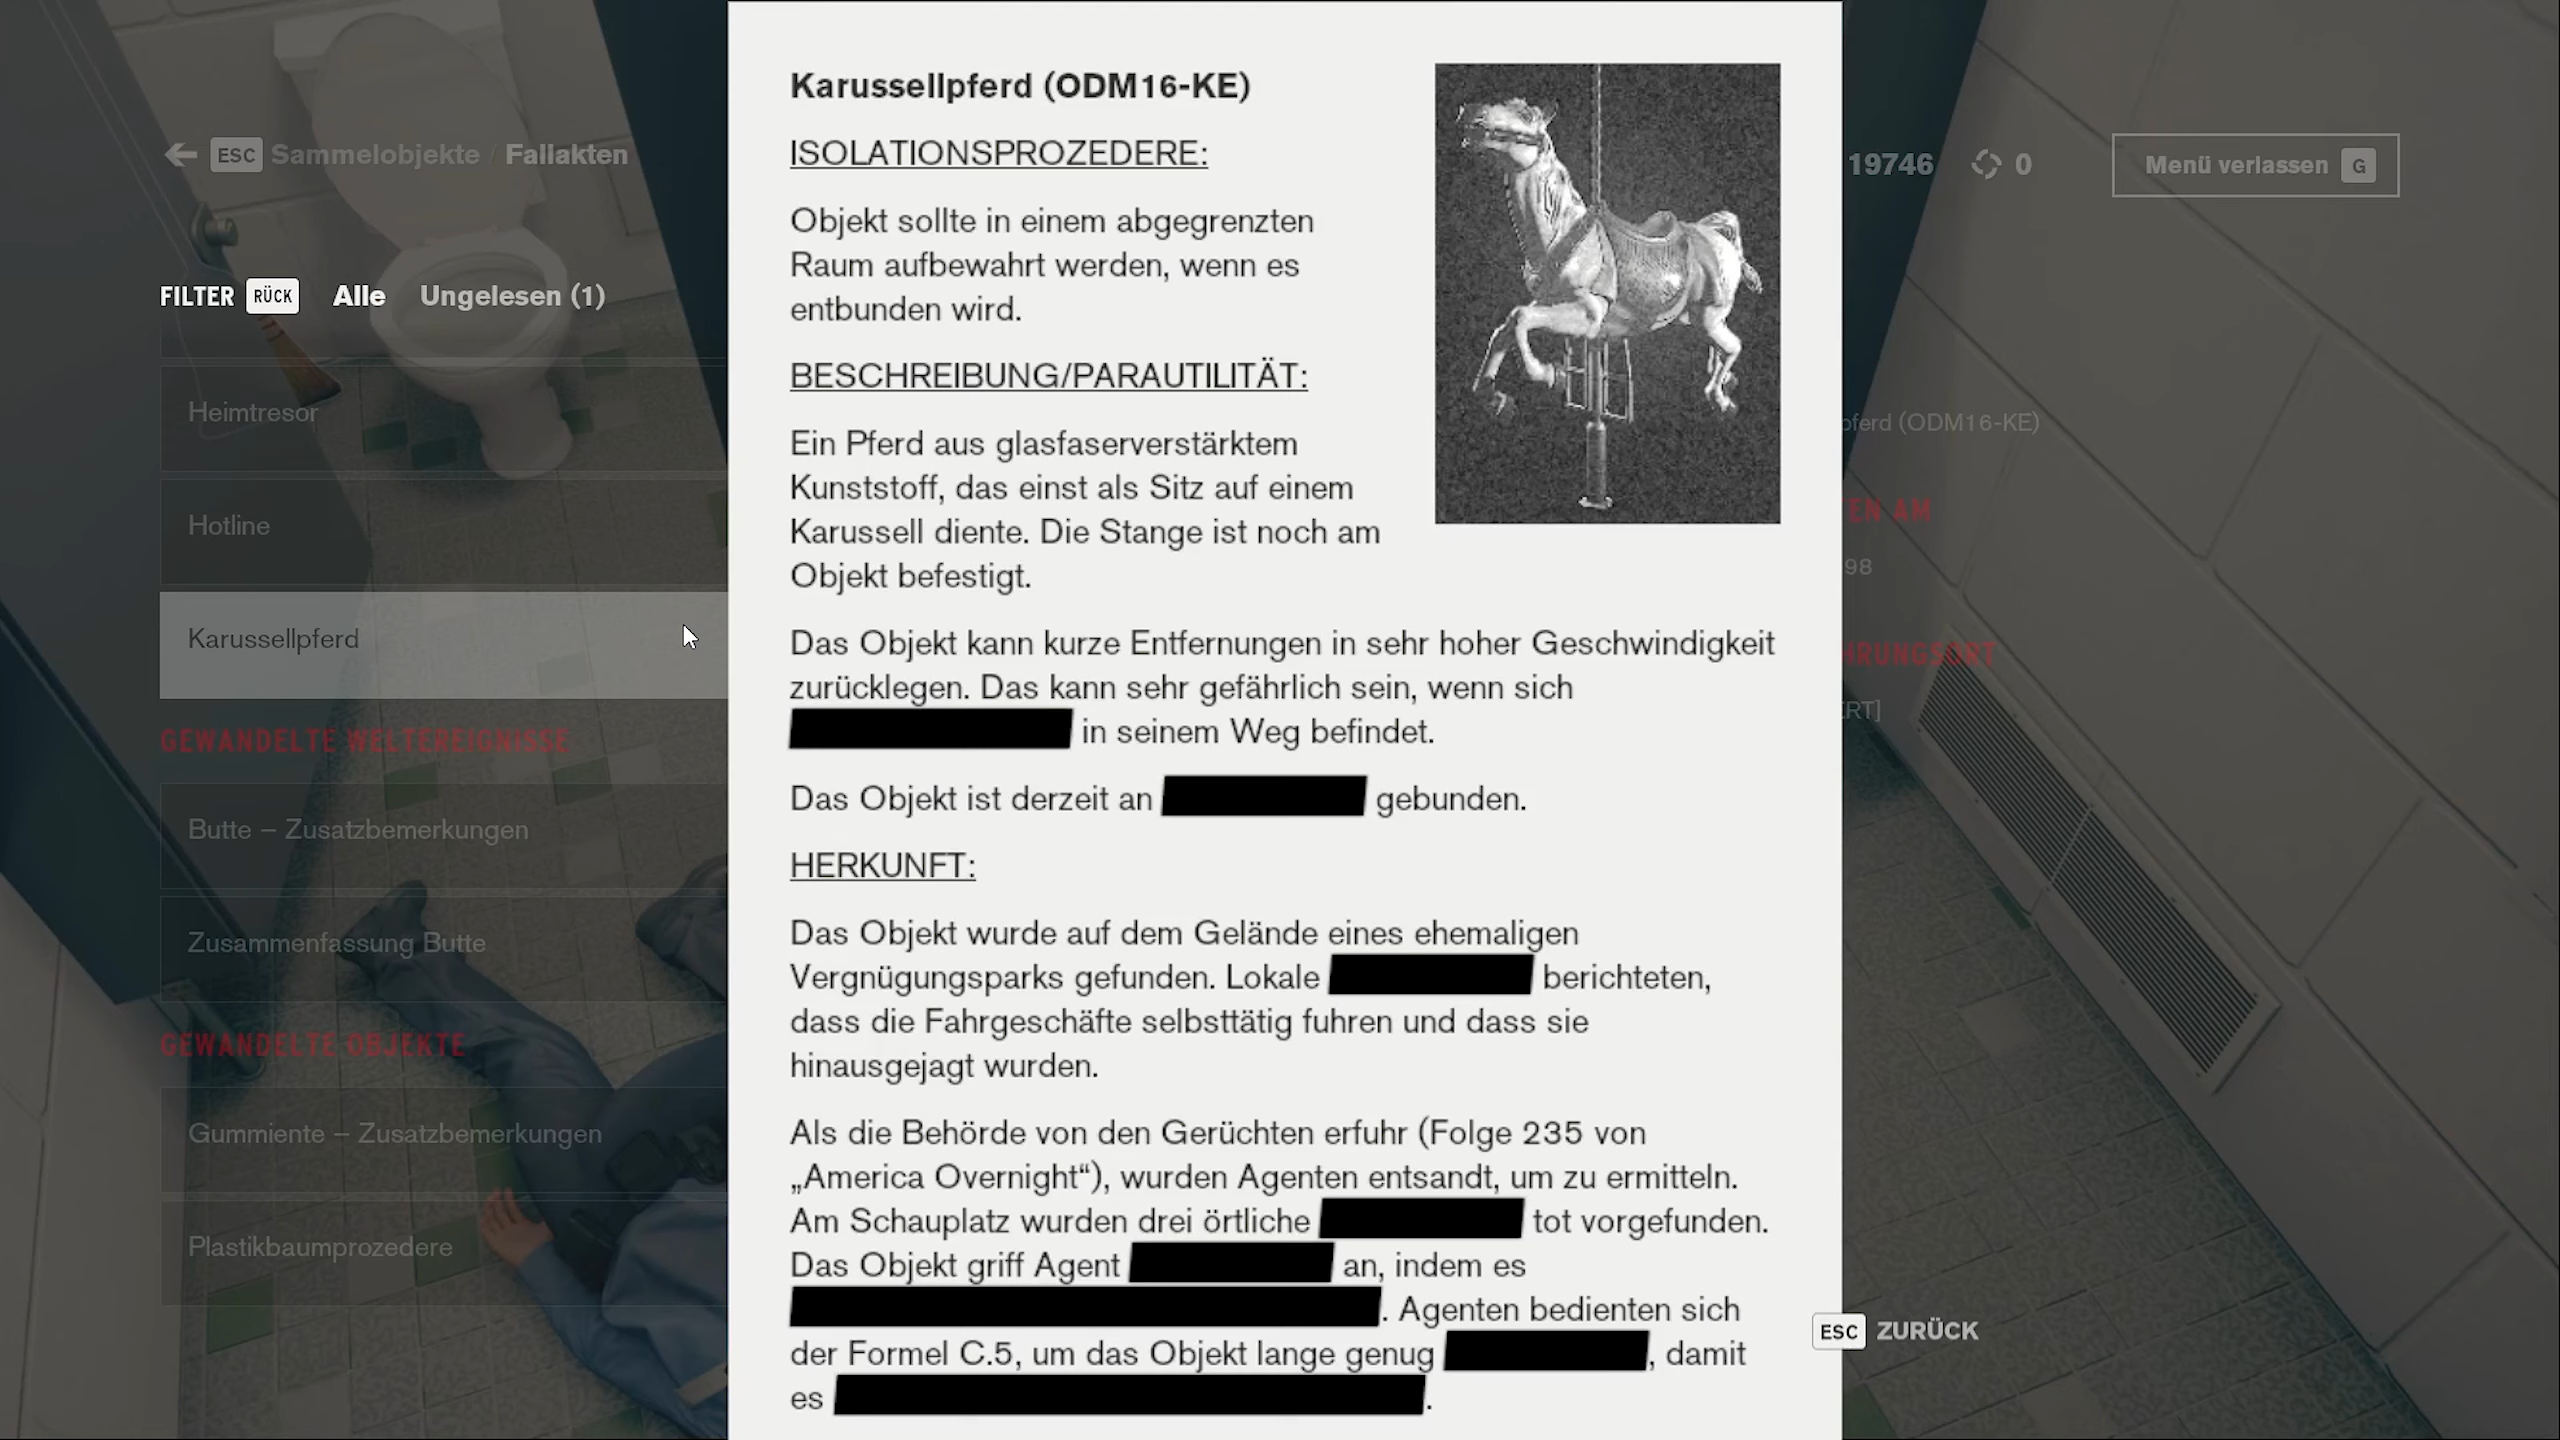 ESC Sammelobjekte / Fallakten
19746 0
Menü verlassen G
FILTER RÜCK Alle Ungelesen (1)
Heimtresor
Hotline
Karussellpferd
GEWANDELTE WELTEREIGNISSE
Butte – Zusatzbemerkungen
Zusammenfassung Butte
GEWANDELTE OBJEKTE
Gummiente – Zusatzbemerkungen
Plastikbaumprozedere
Karussellpferd (ODM16-KE)
ISOLATIONSPROZEDERE:
Objekt sollte in einem abgegrenzten
Raum aufbewahrt werden, wenn es
entbunden wird.
BESCHREIBUNG/PARAUTILITÄT:
Ein Pferd aus glasfaserverstärktem
Kunststoff, das einst als Sitz auf einem
Karussell diente. Die Stange ist noch am
Objekt befestigt.
Das Objekt kann kurze Entfernungen in sehr hoher Geschwindigkeit
zurücklegen. Das kann sehr gefährlich sein, wenn sich
in seinem Weg befindet.
Das Objekt ist derzeit an gebunden.
HERKUNFT:
Das Objekt wurde auf dem Gelände eines ehemaligen
Vergnügungsparks gefunden. Lokale berichteten,
dass die Fahrgeschäfte selbsttätig fuhren und dass sie
hinausgejagt wurden.
Als die Behörde von den Gerüchten erfuhr (Folge 235 von
„America Overnight“), wurden Agenten entsandt, um zu ermitteln.
Am Schauplatz wurden drei örtliche tot vorgefunden.
Das Objekt griff Agent an, indem es
. Agenten bedienten sich
der Formel C.5, um das Objekt lange genug , damit
es .
pferd (ODM16-KE)
TEN AM
98
HRUNGSORT
ERT]
ESC ZURÜCK